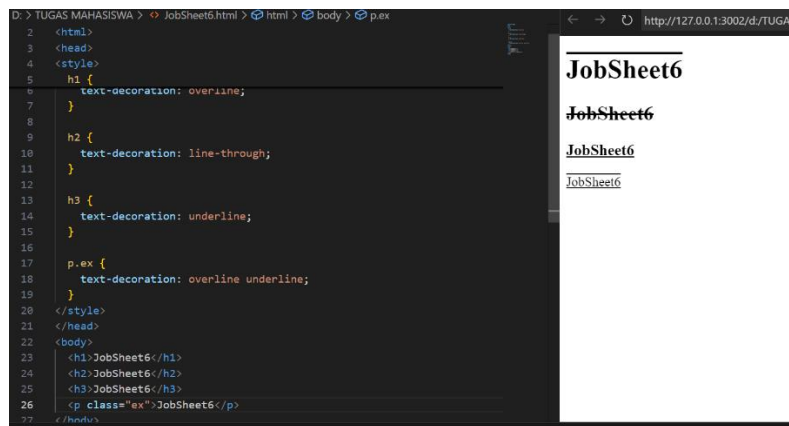 D: > TUGAS MAHASISWA > JobSheet6.html > html > body > p.ex
2 <html>
3 <head>
4 <style>
5 h1 {
6 text-decoration: overline;
7 }
8
9 h2 {
10 text-decoration: line-through;
11 }
12
13 h3 {
14 text-decoration: underline;
15 }
16
17 p.ex {
18 text-decoration: overline underline;
19 }
20 </style>
21 </head>
22 <body>
23 <h1>JobSheet6</h1>
24 <h2>JobSheet6</h2>
25 <h3>JobSheet6</h3>
26 <p class="ex">JobSheet6</p>
27 </body>
http://127.0.0.1:3002/d:/TUGA
JobSheet6
JobSheet6
JobSheet6
JobSheet6